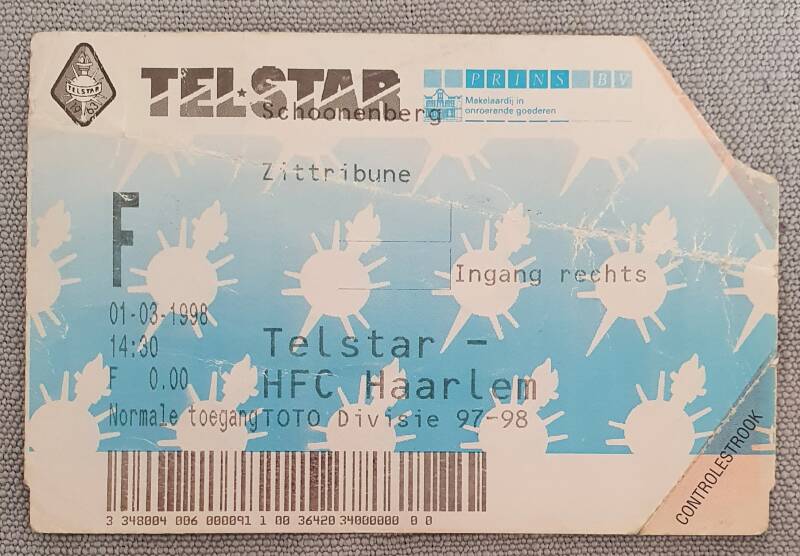 TELSTAR
TELSTAR
PRINS BV
Makelaardij in
onroerende goederen
Schoonenberg
Zittribune
F
Ingang rechts
01-03-1998
14:30
F 0.00
Normale toegang
Telstar -
HFC Haarlem
TOTO Divisie 97-98
3 348004 006 000091 1 00 36420 34000000 0 0
CONTROLESTROOK